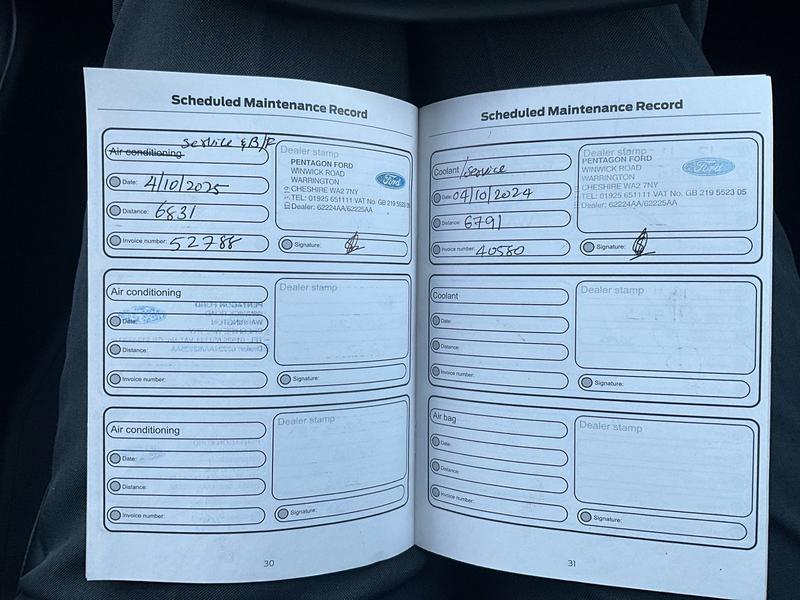 Scheduled Maintenance Record
Air conditioning Service & B/F
Date: 4/10/2025
Distance: 6831
Invoice number: 52788
Dealer stamp
PENTAGON FORD
WINWICK ROAD
WARRINGTON
CHESHIRE WA2 7NY
TEL: 01925 651111 VAT No. GB 219 5523 05
Dealer: 62224AA/62225AA
Ford
Signature:
Air conditioning
Date:
Distance:
Invoice number:
Dealer stamp
Signature:
Air conditioning
Date:
Distance:
Invoice number:
Dealer stamp
Signature:
30
Scheduled Maintenance Record
Coolant/Service
Date: 04/10/2024
Distance: 6791
Invoice number: 40580
Dealer stamp
PENTAGON FORD
WINWICK ROAD
WARRINGTON
CHESHIRE WA2 7NY
TEL: 01925 651111 VAT No. GB 219 5523 05
Dealer: 62224AA/62225AA
Ford
Signature:
Coolant
Date:
Distance:
Invoice number:
Dealer stamp
Signature:
Air bag
Date:
Distance:
Invoice number:
Dealer stamp
Signature:
31